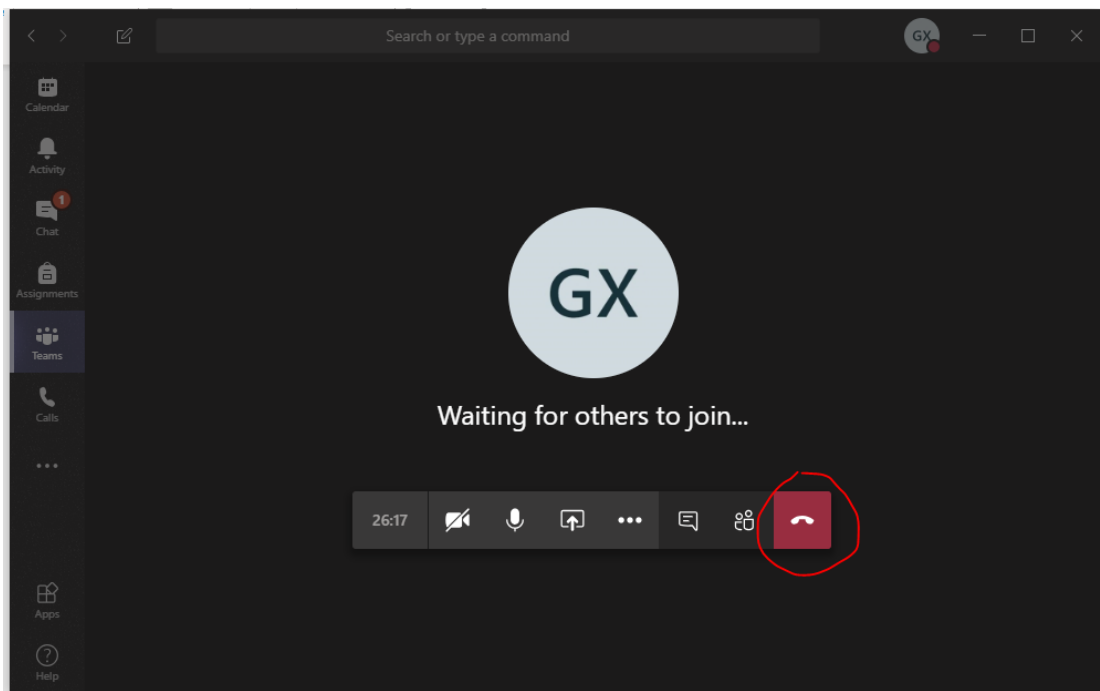 Search or type a command
GX
Calendar
Activity
1
Chat
Assignments
Teams
Calls
Apps
Help
GX
Waiting for others to join...
26:17